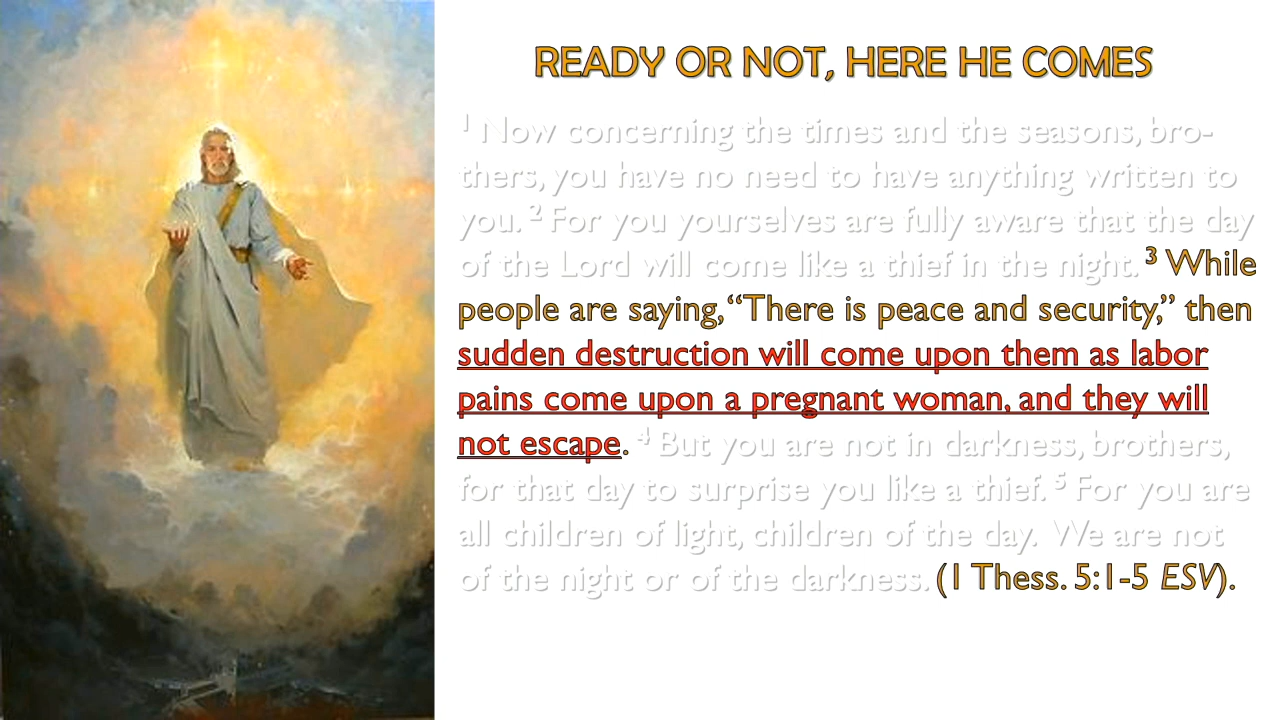 READY OR NOT, HERE HE COMES
1 Now concerning the times and the seasons, bro-
thers, you have no need to have anything written to
you. 2 For you yourselves are fully aware that the day
of the Lord will come like a thief in the night. 3 While
people are saying, “There is peace and security,” then
sudden destruction will come upon them as labor
pains come upon a pregnant woman, and they will
not escape. 4 But you are not in darkness, brothers,
for that day to surprise you like a thief. 5 For you are
all children of light, children of the day. We are not
of the night or of the darkness. (1 Thess. 5:1-5 ESV).